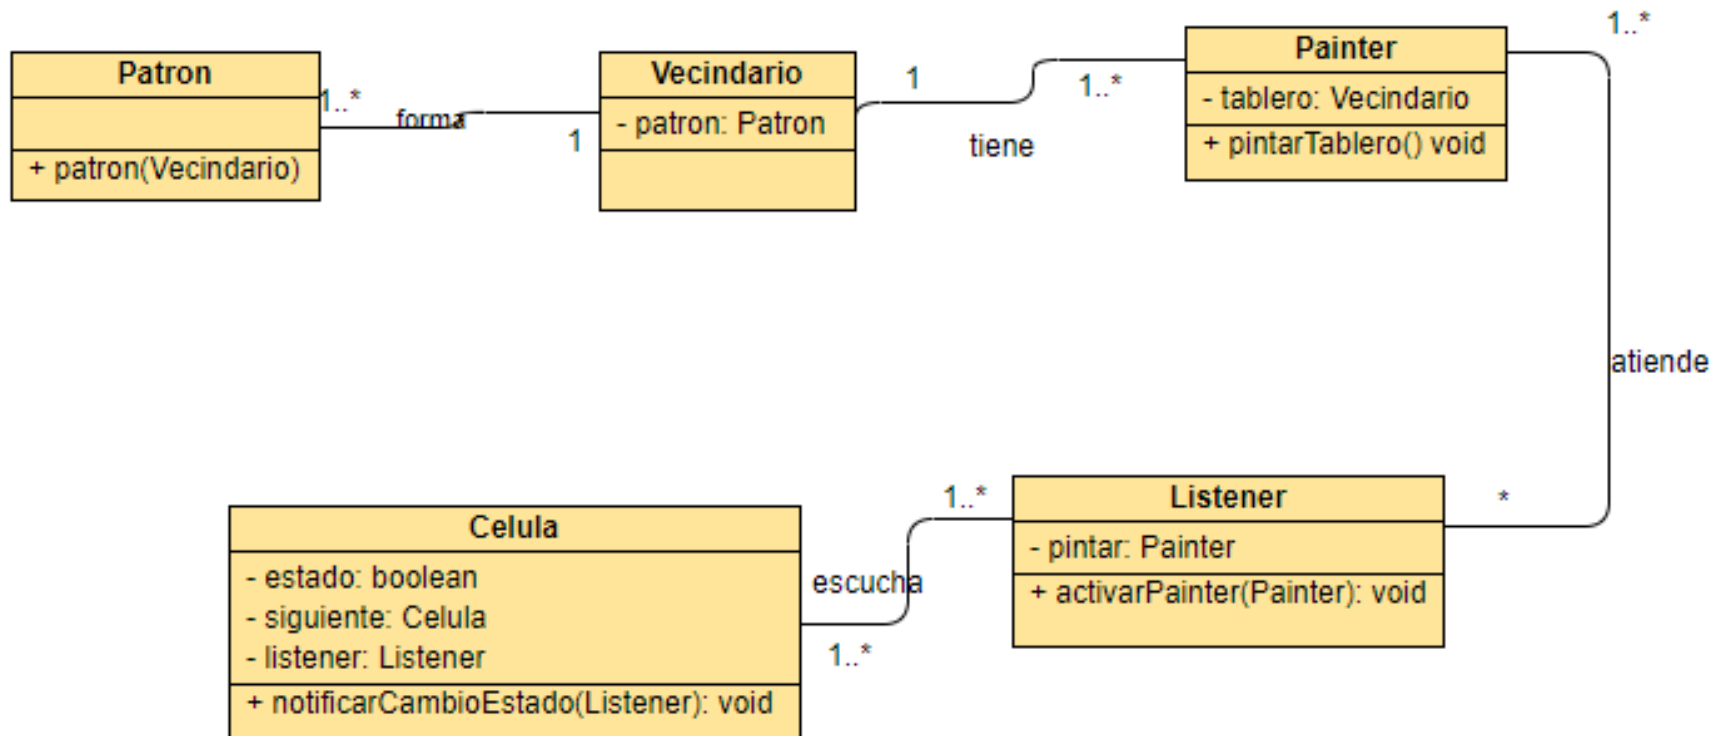 Patron
+ patron(Vecindario)
1..*
forma
1
Vecindario
- patron: Patron
1
tiene
1..*
Painter
- tablero: Vecindario
+ pintarTablero() void
1..*
atiende
*
Listener
- pintar: Painter
+ activarPainter(Painter): void
1..*
escucha
1..*
Celula
- estado: boolean
- siguiente: Celula
- listener: Listener
+ notificarCambioEstado(Listener): void